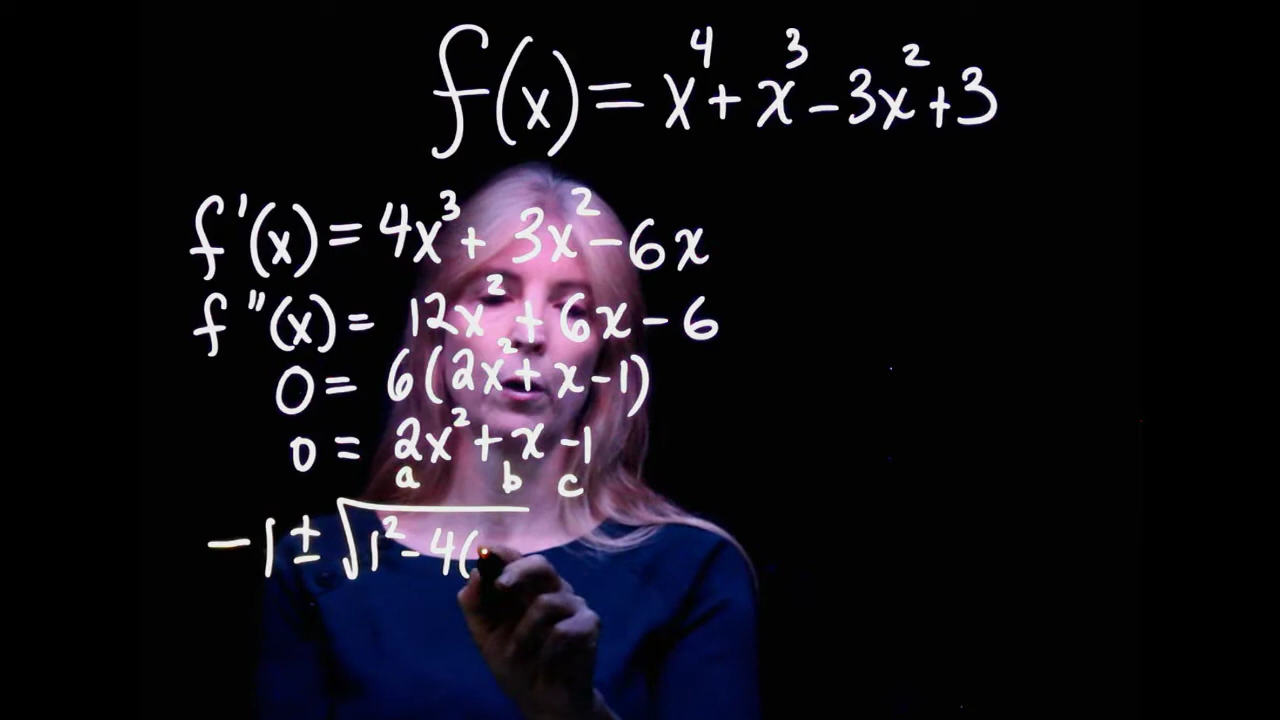 f(x) = x⁴ + x³ - 3x² + 3
f'(x) = 4x³ + 3x² - 6x
f"(x) = 12x² + 6x - 6
0 = 6(2x² + x - 1)
0 = 2x² + x - 1
a b c
-1 ± √1² - 4(